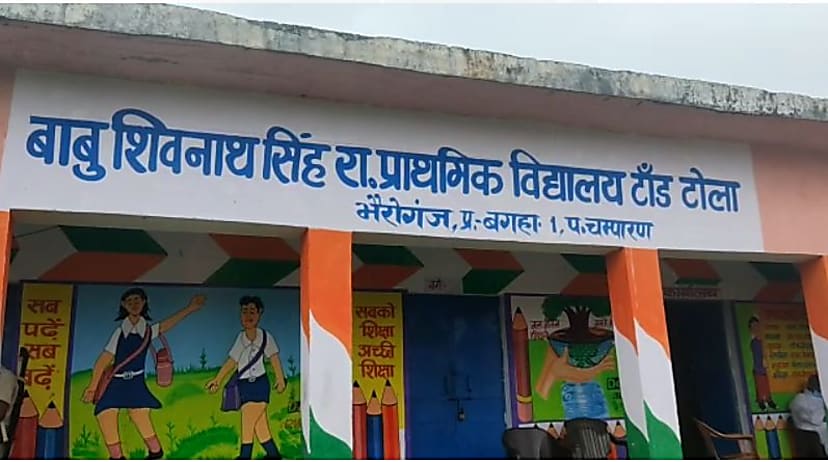 बाबु शिवनाथ सिंह रा. प्राथमिक विद्यालय टाँड टोला
भैरोगंज, प्र.-बगहा-1, प.चम्पारण
सब
पढ़ें
सब
बढ़ें
सबको
शिक्षा
अच्छी
शिक्षा